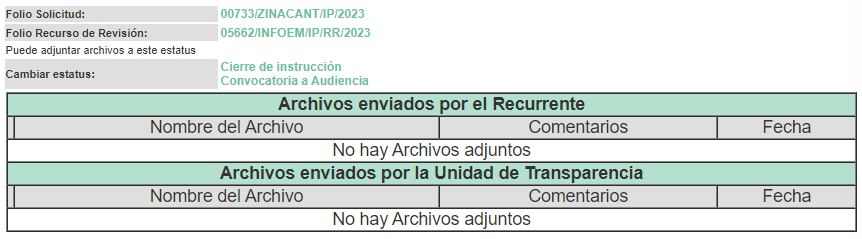 Folio Solicitud: 00733/ZINACANT/IP/2023
Folio Recurso de Revisión: 05662/INFOEM/IP/RR/2023
Puede adjuntar archivos a este estatus
Cambiar estatus: Cierre de instrucción
Convocatoria a Audiencia
Archivos enviados por el Recurrente
Nombre del Archivo Comentarios Fecha
No hay Archivos adjuntos
Archivos enviados por la Unidad de Transparencia
Nombre del Archivo Comentarios Fecha
No hay Archivos adjuntos